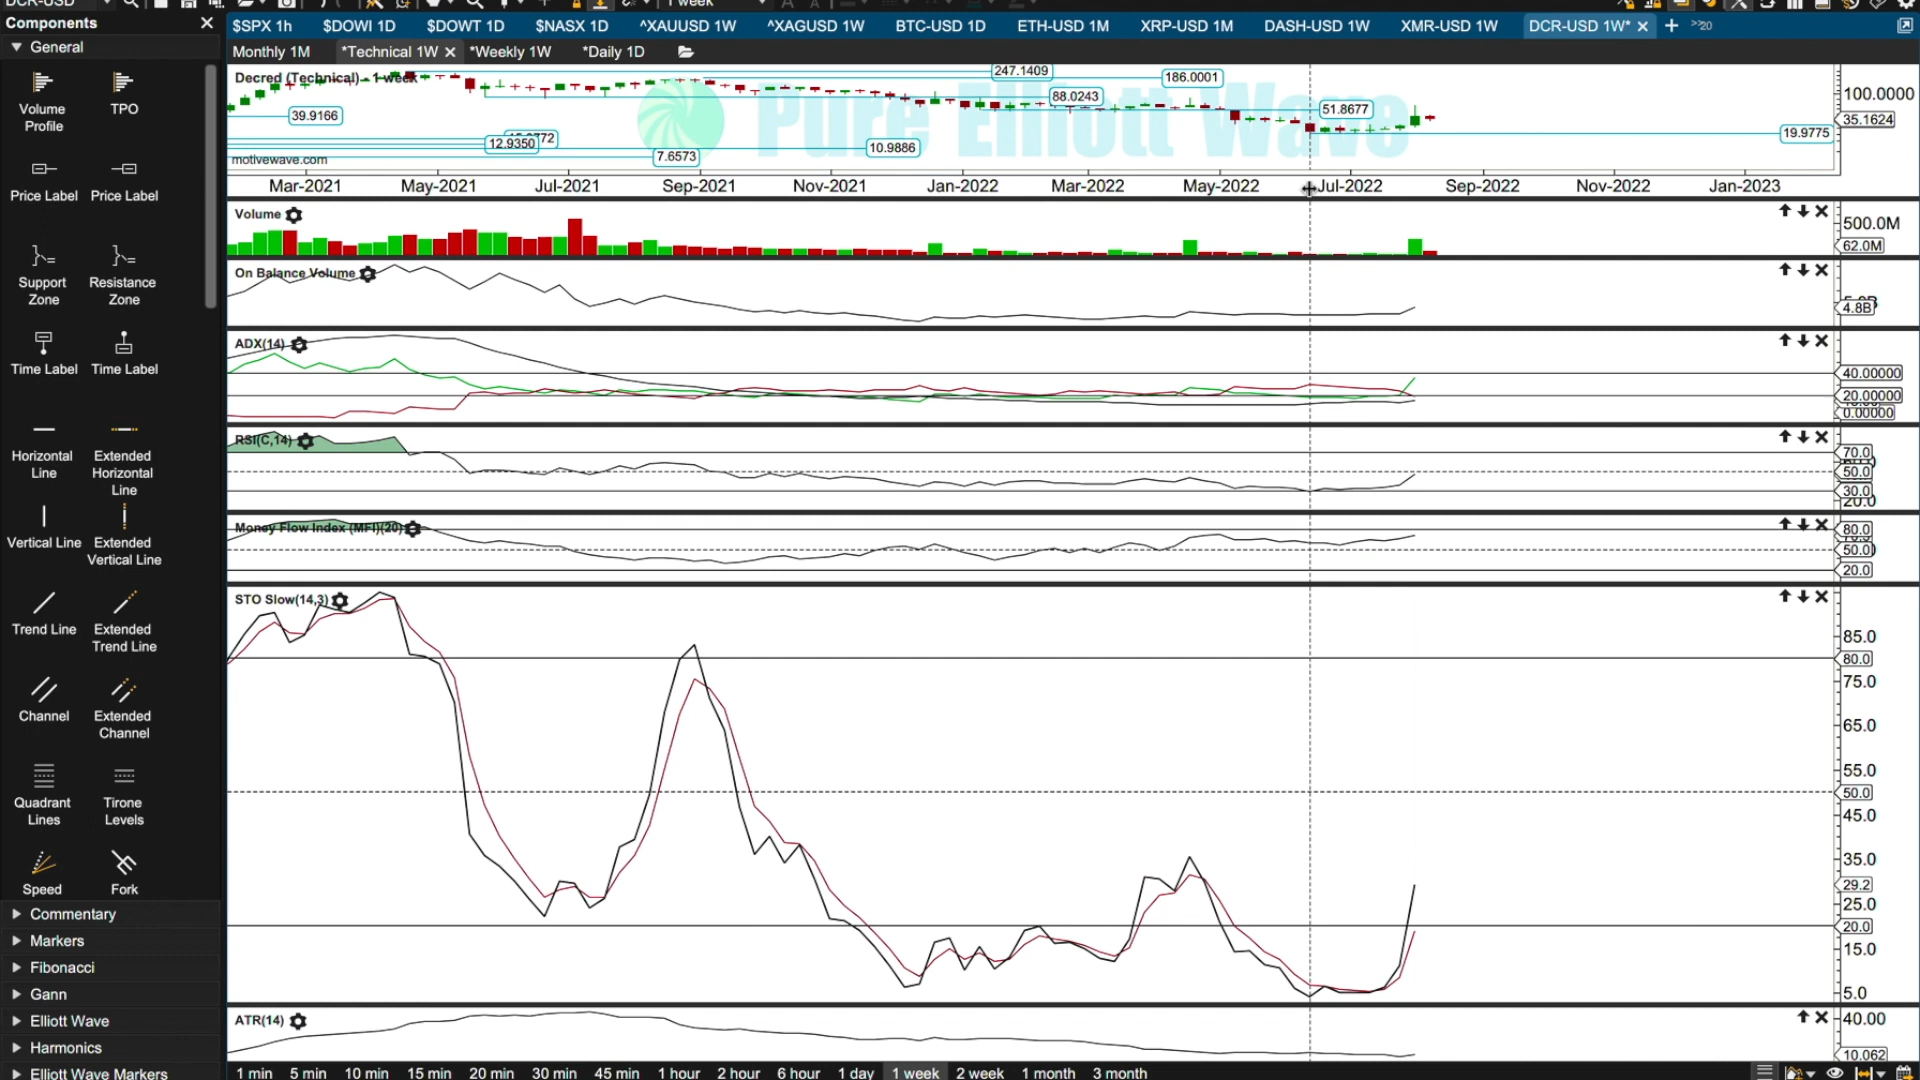 DCR-USD
1 week
Components
$SPX 1h
$DOWI 1D
$DOWT 1D
$NASX 1D
^XAUUSD 1W
^XAGUSD 1W
BTC-USD 1D
ETH-USD 1M
XRP-USD 1M
DASH-USD 1W
XMR-USD 1W
DCR-USD 1W*
20
General
Monthly 1M
*Technical 1W
*Weekly 1W
*Daily 1D
Volume Profile
TPO
Price Label
Price Label
Support Zone
Resistance Zone
Time Label
Time Label
Horizontal Line
Extended Horizontal Line
Vertical Line
Extended Vertical Line
Trend Line
Extended Trend Line
Channel
Extended Channel
Quadrant Lines
Tirone Levels
Speed
Fork
Commentary
Markers
Fibonacci
Gann
Elliott Wave
Harmonics
Elliott Wave Markers
Decred (Technical) - 1 week
Pure Elliott Wave
247.1409
186.0001
88.0243
51.8677
39.9166
12.9350
10.9886
7.6573
19.9775
100.0000
35.1624
motivewave.com
Mar-2021
May-2021
Jul-2021
Sep-2021
Nov-2021
Jan-2022
Mar-2022
May-2022
Jul-2022
Sep-2022
Nov-2022
Jan-2023
Volume
500.0M
62.0M
On Balance Volume
4.8B
ADX(14)
40.00000
20.00000
0.00000
RSI(C,14)
70.0
50.0
30.0
20.0
Money Flow Index (MFI)(20)
80.0
50.0
20.0
STO Slow(14,3)
85.0
80.0
75.0
65.0
55.0
50.0
45.0
35.0
29.2
25.0
20.0
15.0
5.0
ATR(14)
40.00
10.062
1 min
5 min
10 min
15 min
20 min
30 min
45 min
1 hour
2 hour
6 hour
1 day
1 week
2 week
1 month
3 month